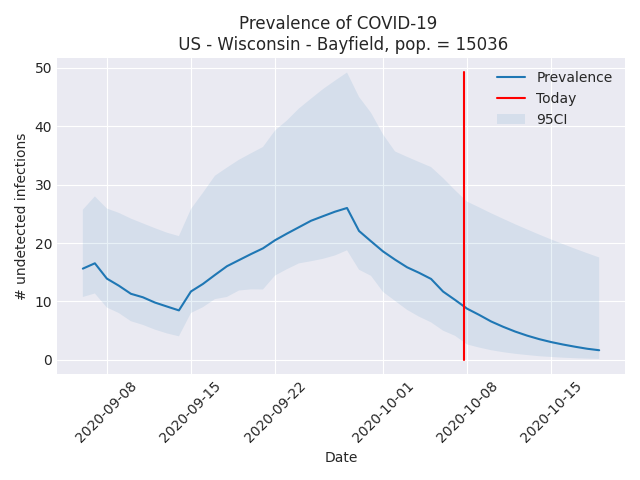 Prevalence of COVID-19
US - Wisconsin - Bayfield, pop. = 15036
Prevalence
Today
95CI
# undetected infections
50
40
30
20
10
0
2020-09-08
2020-09-15
2020-09-22
2020-10-01
2020-10-08
2020-10-15
Date